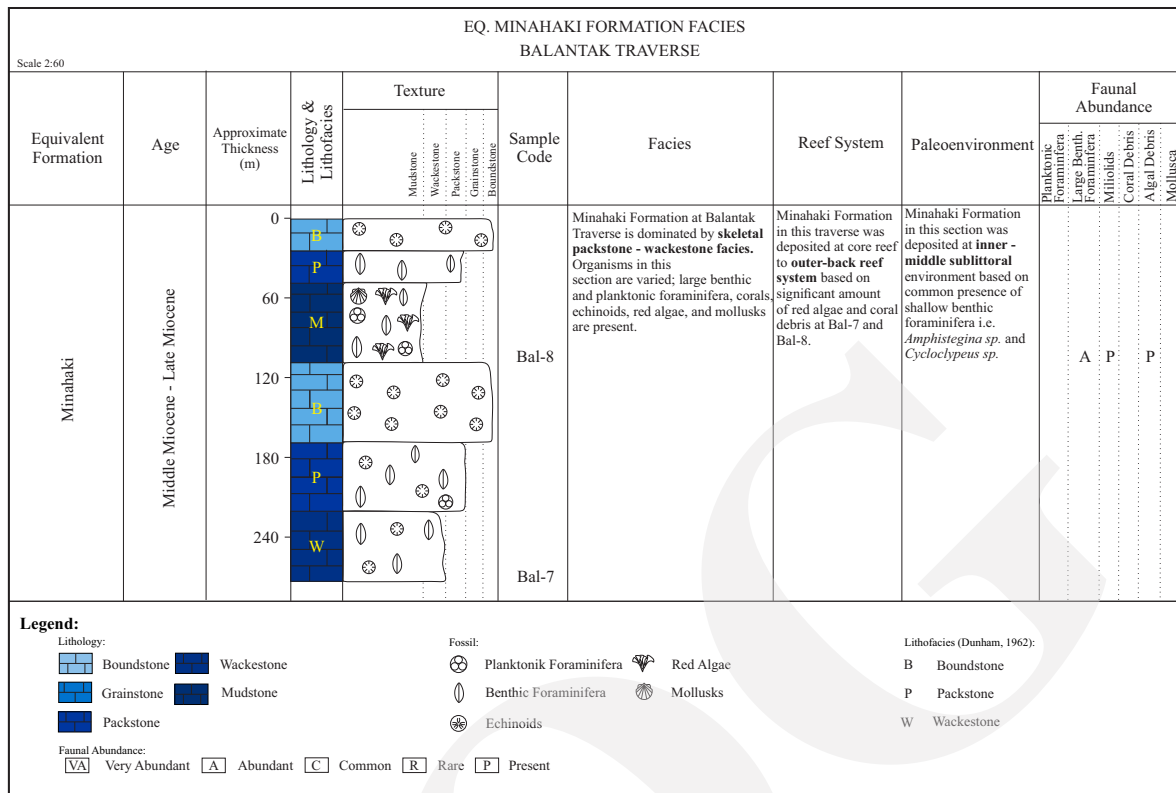 EQ. MINAHAKI FORMATION FACIES
BALANTAK TRAVERSE
Scale 2:60
Equivalent
Formation
Age
Approximate
Thickness
(m)
Lithology &
Lithofacies
Texture
Mudstone
Wackestone
Packstone
Grainstone
Boundstone
Sample
Code
Facies
Reef System
Paleoenvironment
Faunal
Abundance
Planktonic
Foraminifera
Large Benth.
Foraminifera
Miliolids
Coral Debris
Algal Debris
Mollusca
Minahaki
Middle Miocene - Late Miocene
0
60
120
180
240
B
P
M
B
P
W
Bal-8
Bal-7
Minahaki Formation at Balantak
Traverse is dominated by skeletal
packstone - wackestone facies.
Organisms in this
section are varied; large benthic
and planktonic foraminifera, corals,
echinoids, red algae, and mollusks
are present.
Minahaki Formation
in this traverse was
deposited at core reef
to outer-back reef
system based on
significant amount
of red algae and coral
debris at Bal-7 and
Bal-8.
Minahaki Formation
in this section was
deposited at inner -
middle sublittoral
environment based on
common presence of
shallow benthic
foraminifera i.e.
Amphistegina sp. and
Cycloclypeus sp.
A P P
Legend:
Lithology:
Boundstone
Wackestone
Grainstone
Mudstone
Packstone
Fossil:
Planktonik Foraminifera
Red Algae
Benthic Foraminifera
Mollusks
Echinoids
Lithofacies (Dunham, 1962):
B Boundstone
P Packstone
W Wackestone
Faunal Abundance:
VA Very Abundant A Abundant C Common R Rare P Present